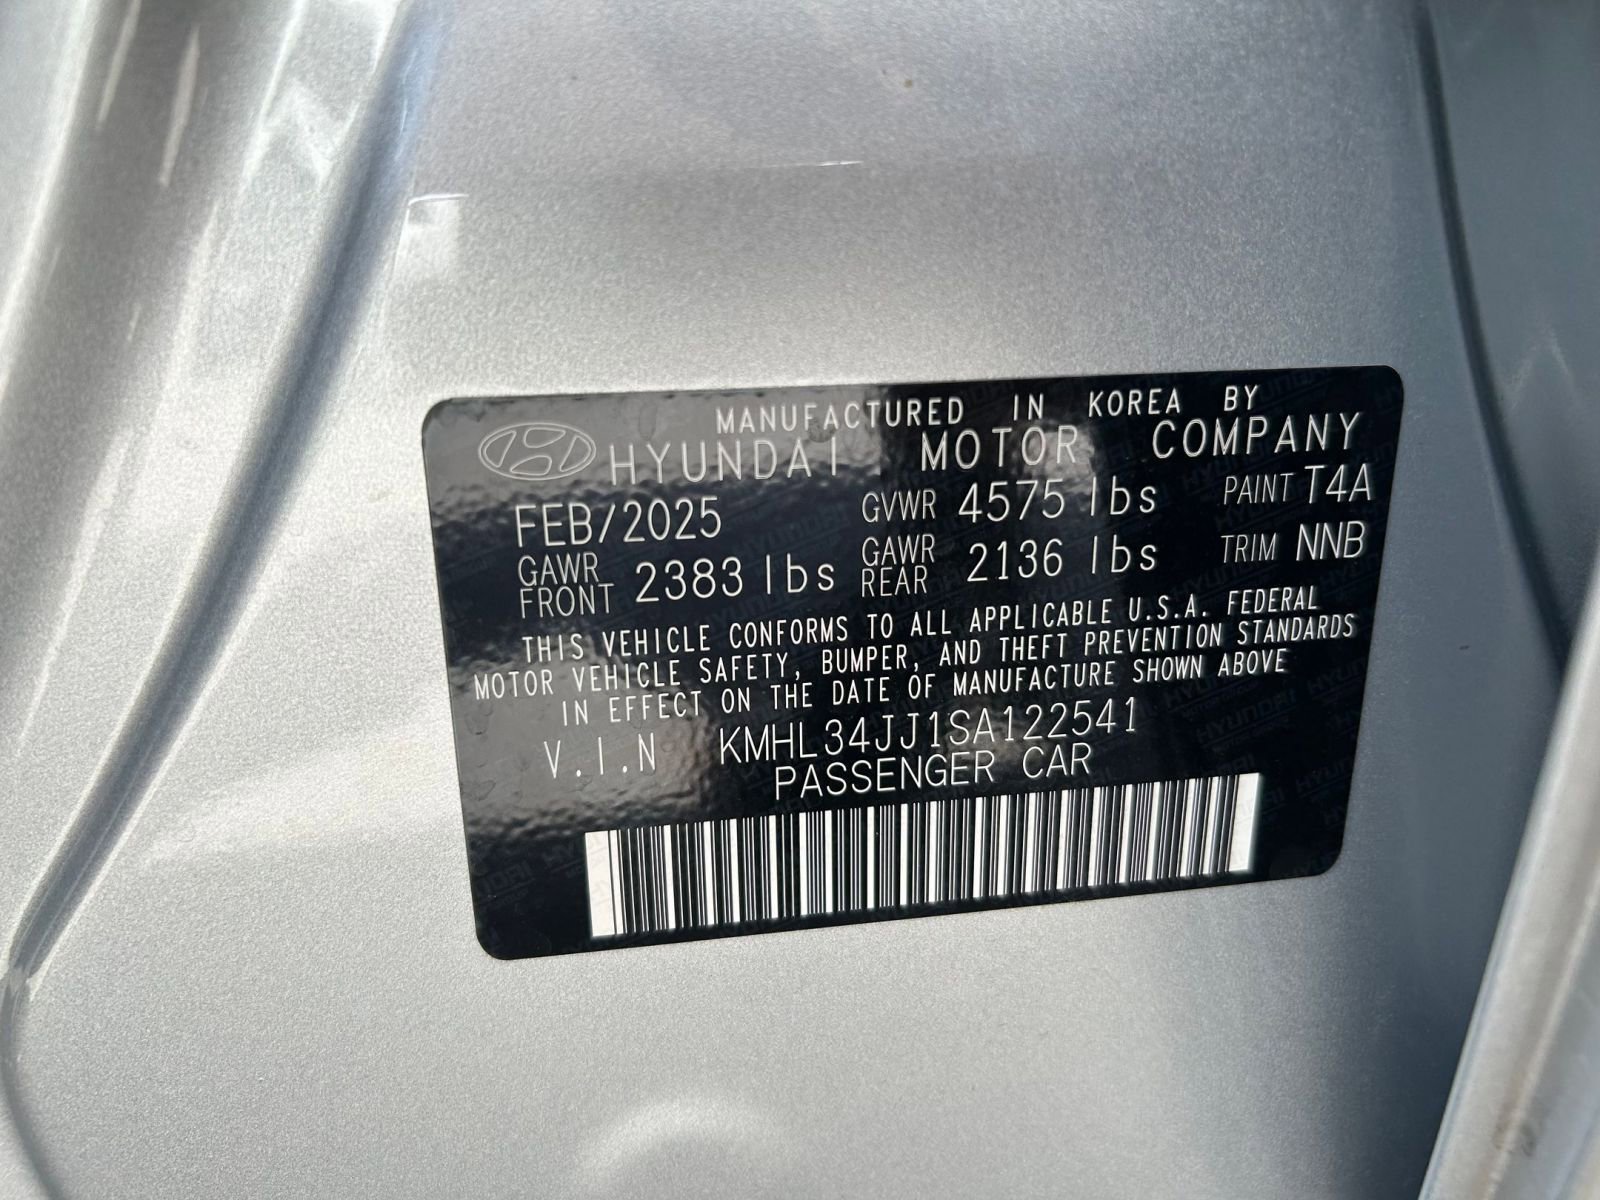 MANUFACTURED IN KOREA BY
HYUNDAI MOTOR COMPANY
FEB/2025 GVWR 4575 lbs PAINT T4A
GAWR FRONT 2383 lbs GAWR REAR 2136 lbs TRIM NNB
THIS VEHICLE CONFORMS TO ALL APPLICABLE U.S.A. FEDERAL
MOTOR VEHICLE SAFETY, BUMPER, AND THEFT PREVENTION STANDARDS
IN EFFECT ON THE DATE OF MANUFACTURE SHOWN ABOVE
V.I.N KMHL34JJ1SA122541
PASSENGER CAR